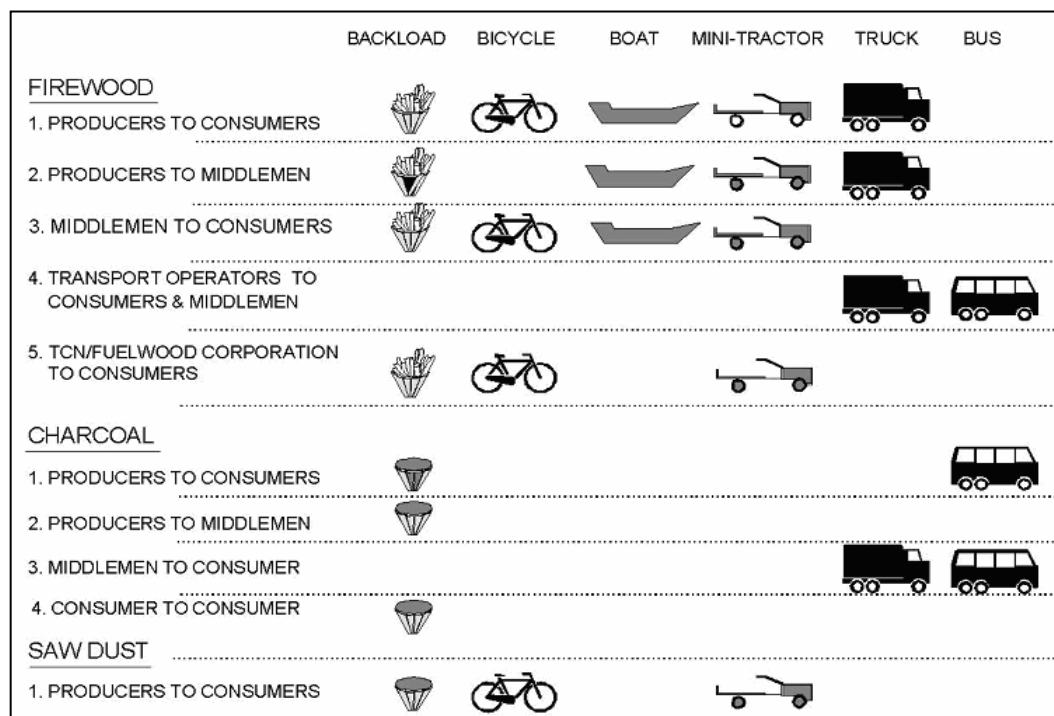 BACKLOAD BICYCLE BOAT MINI-TRACTOR TRUCK BUS
FIREWOOD
1. PRODUCERS TO CONSUMERS
2. PRODUCERS TO MIDDLEMEN
3. MIDDLEMEN TO CONSUMERS
4. TRANSPORT OPERATORS TO
CONSUMERS & MIDDLEMEN
5. TCN/FUELWOOD CORPORATION
TO CONSUMERS
CHARCOAL
1. PRODUCERS TO CONSUMERS
2. PRODUCERS TO MIDDLEMEN
3. MIDDLEMEN TO CONSUMER
4. CONSUMER TO CONSUMER
SAW DUST
1. PRODUCERS TO CONSUMERS